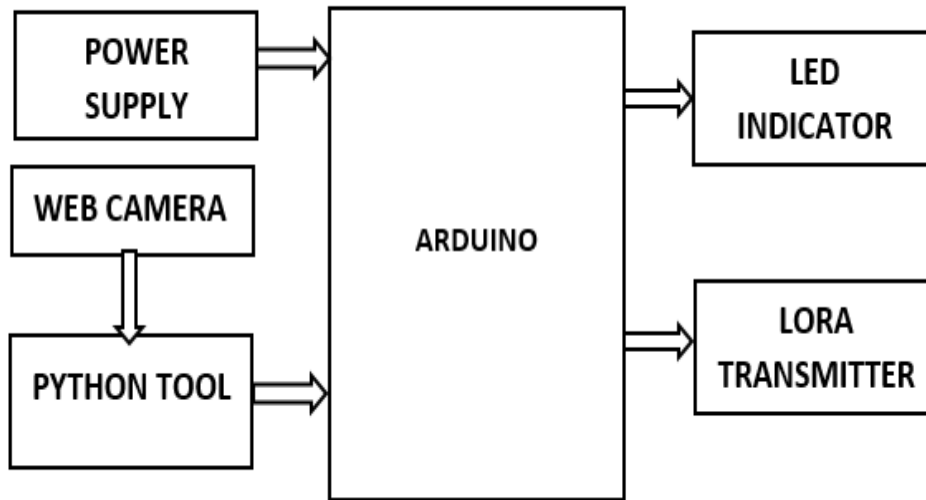 POWER
SUPPLY
WEB CAMERA
PYTHON TOOL
ARDUINO
LED
INDICATOR
LORA
TRANSMITTER